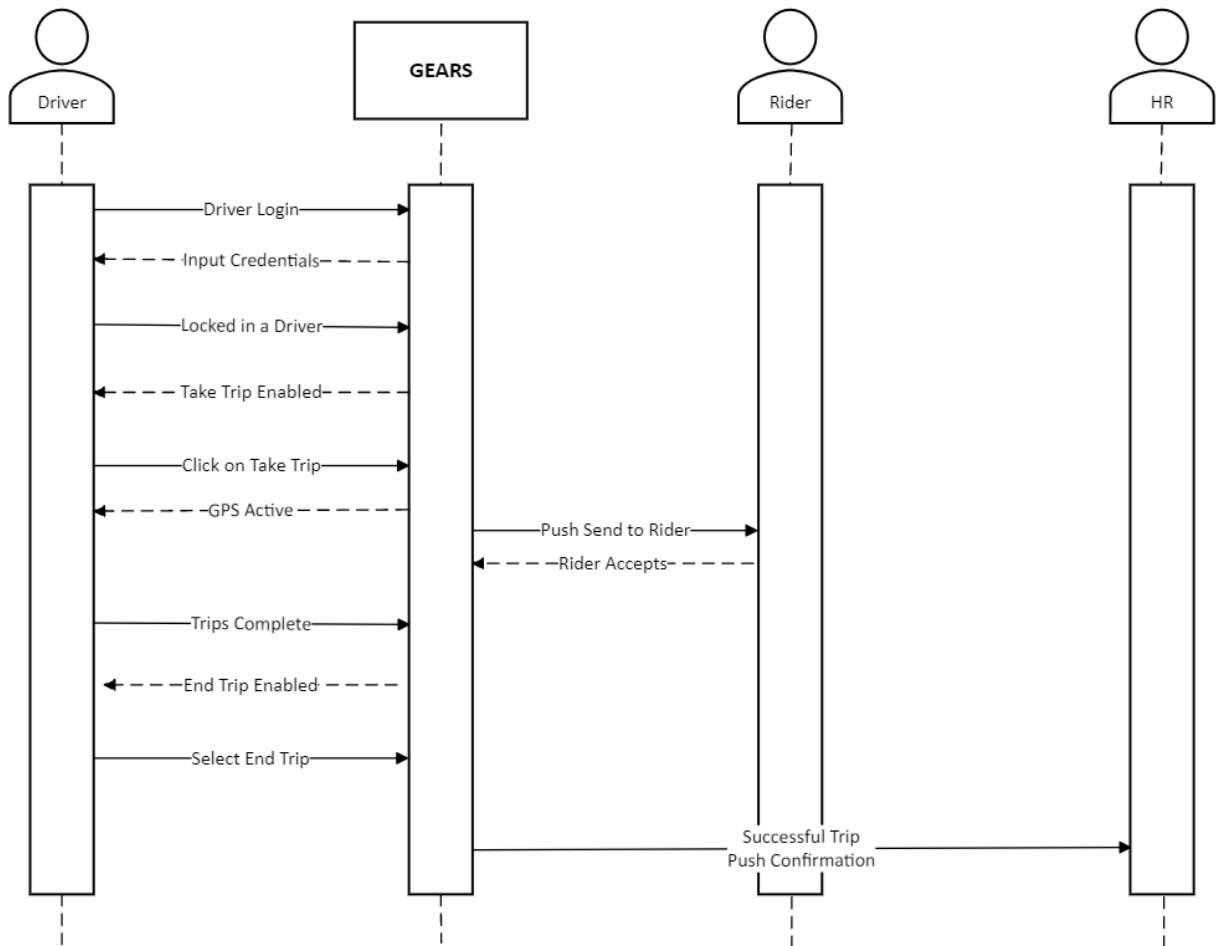 Driver
GEARS
Rider
HR
Driver Login
Input Credentials
Locked in a Driver
Take Trip Enabled
Click on Take Trip
GPS Active
Push Send to Rider
Rider Accepts
Trips Complete
End Trip Enabled
Select End Trip
Successful Trip
Push Confirmation